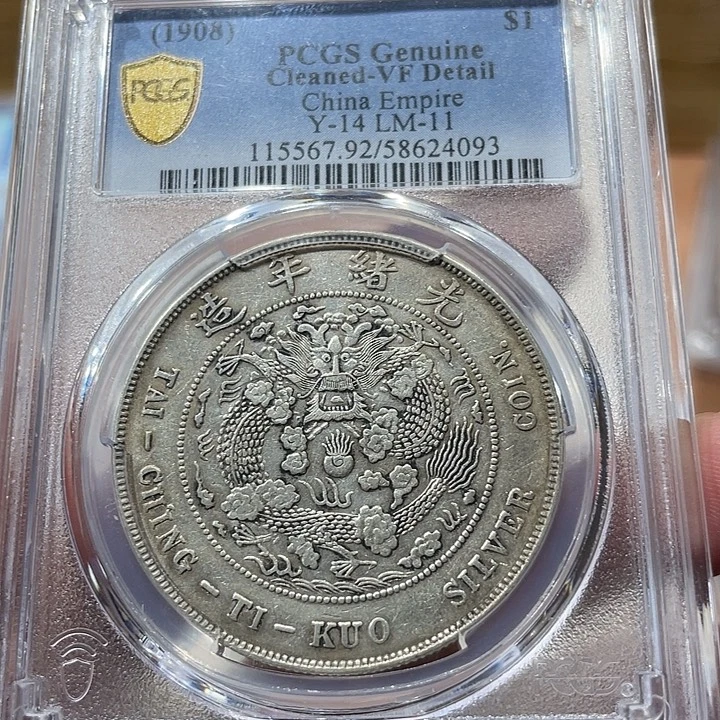 (1908) $1
PCGS Genuine
Cleaned-VF Detail
China Empire
Y-14 LM-11
115567.92/58624093
PCGS
光緒年造
TAI-CHING-TI-KUO SILVER COIN.